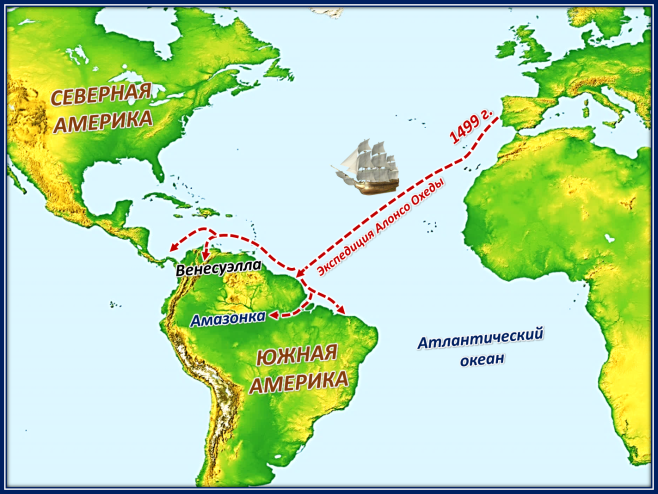 СЕВЕРНАЯ
АМЕРИКА
1499 г.
Экспедиция Алонсо Охеды
Венесуэлла
Амазонка
Атлантический
океан
ЮЖНАЯ
АМЕРИКА